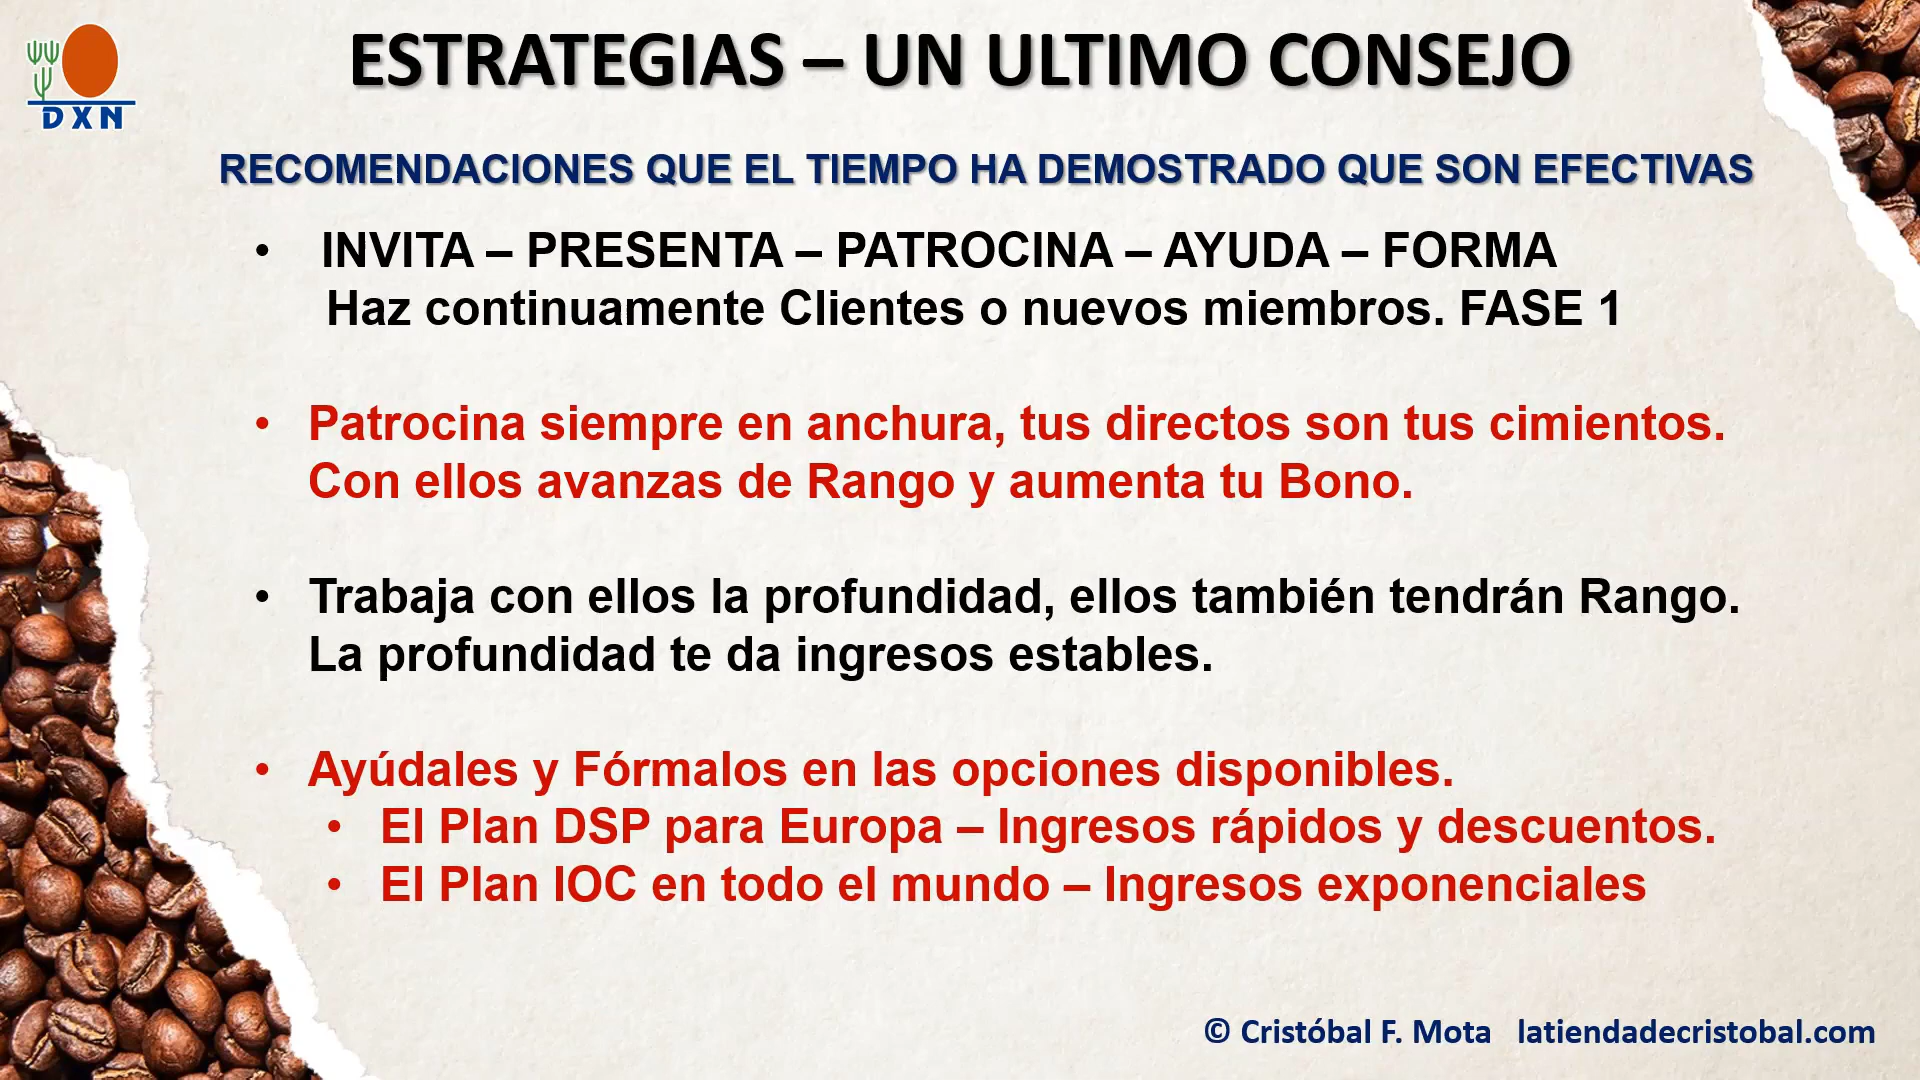 DXN
ESTRATEGIAS – UN ULTIMO CONSEJO
RECOMENDACIONES QUE EL TIEMPO HA DEMOSTRADO QUE SON EFECTIVAS
• INVITA – PRESENTA – PATROCINA – AYUDA – FORMA
Haz continuamente Clientes o nuevos miembros. FASE 1
• Patrocina siempre en anchura, tus directos son tus cimientos.
Con ellos avanzas de Rango y aumenta tu Bono.
• Trabaja con ellos la profundidad, ellos también tendrán Rango.
La profundidad te da ingresos estables.
• Ayúdales y Fórmalos en las opciones disponibles.
• El Plan DSP para Europa – Ingresos rápidos y descuentos.
• El Plan IOC en todo el mundo – Ingresos exponenciales
© Cristóbal F. Mota latiendadecristobal.com